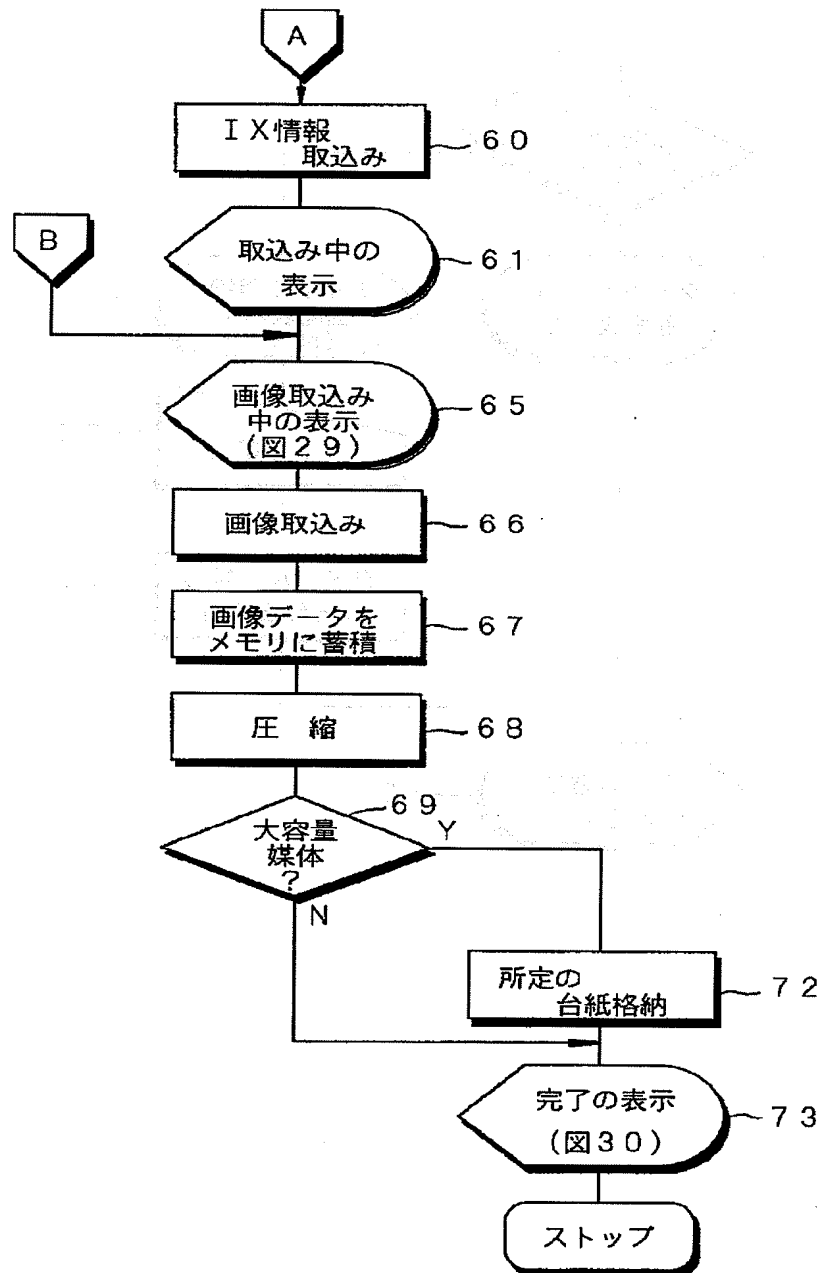 A
ＩＸ情報
取込み
６０
B
取込み中の
表示
６１
画像取込み
中の表示
(図２９)
６５
画像取込み
６６
画像データを
メモリに蓄積
６７
圧　縮
６８
６９
大容量
媒体
？
Y
N
所定の
台紙格納
７２
完了の表示
(図３０)
７３
ストップ